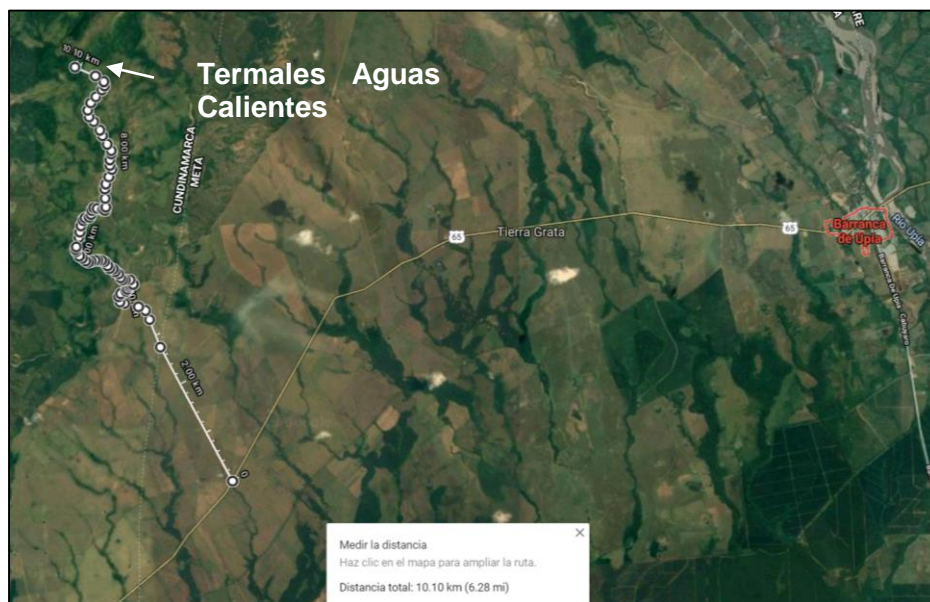 10.10 km
Termales Aguas
Calientes
8.00 km
CUNDINAMARCA
META
65
Tierra Grata
65
Barranca
de Upía
Río Upía
2.00 km
0
Medir la distancia
Haz clic en el mapa para ampliar la ruta.
Distancia total: 10.10 km (6.28 mi)